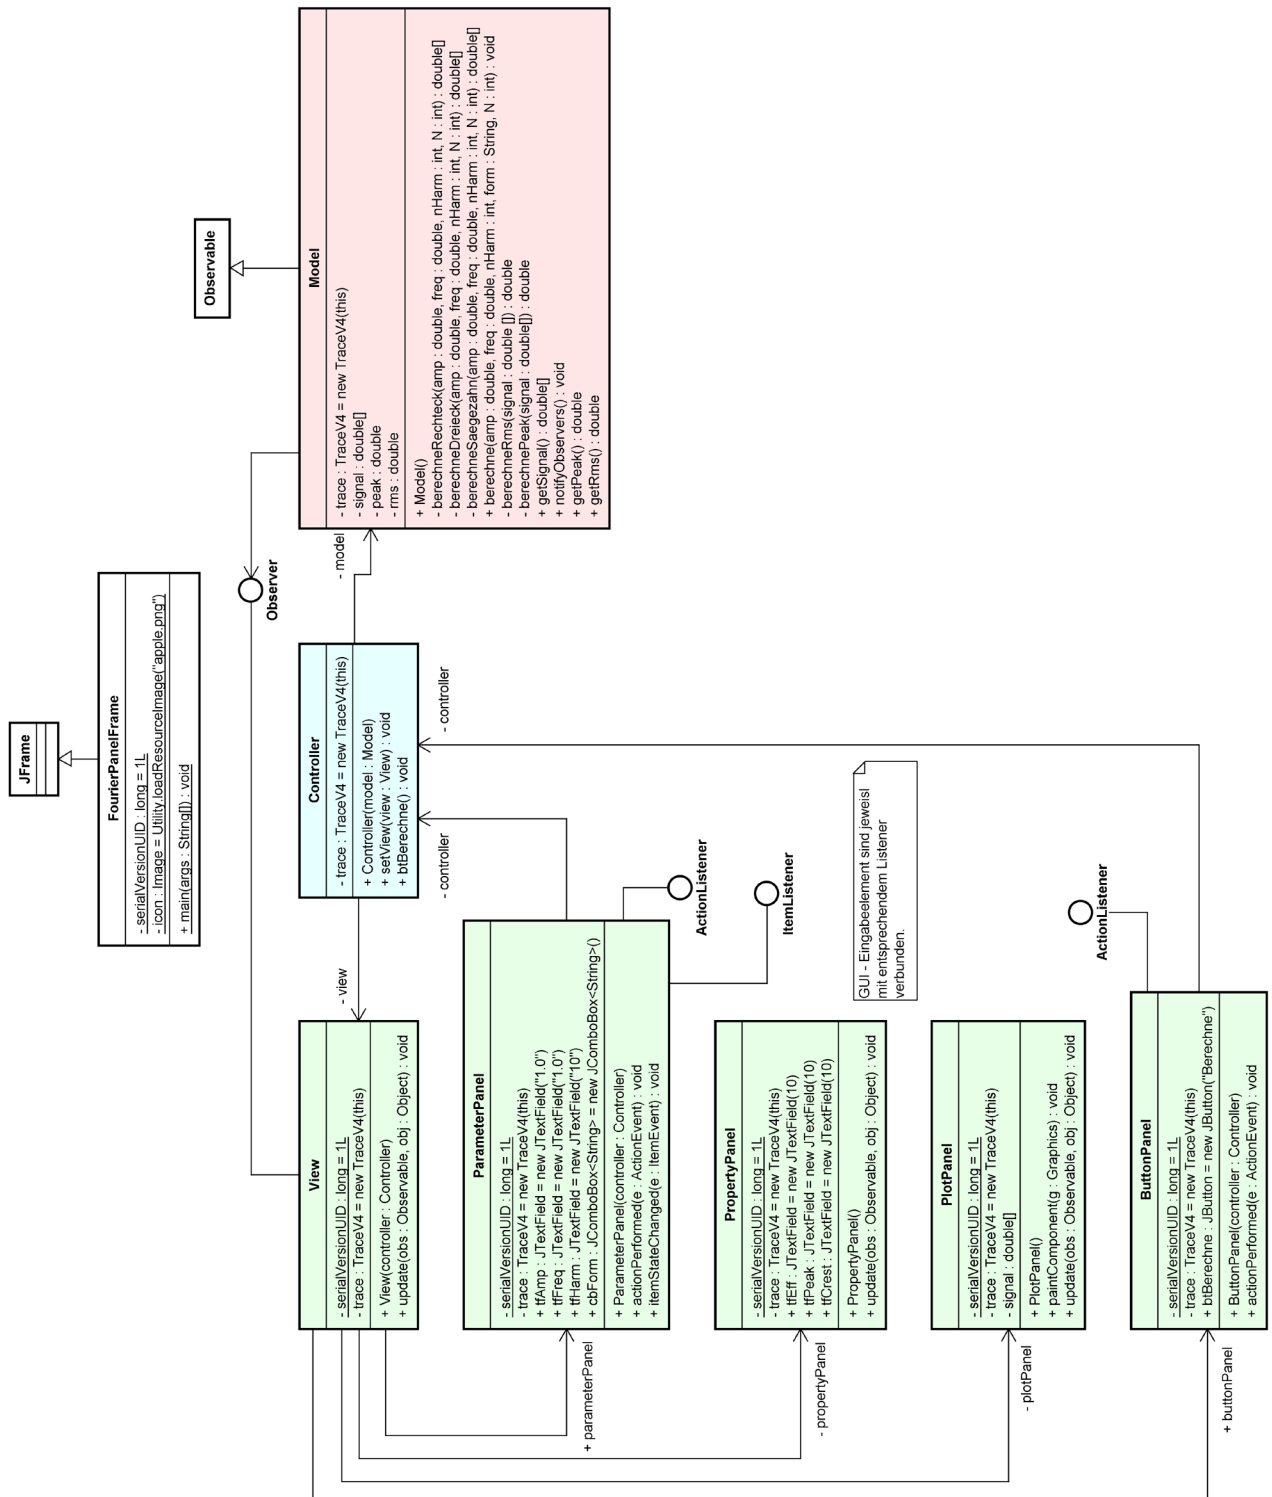 JFrame
FourierPanelFrame
- serialVersionUID : long = 1L
- icon : Image = Utility.loadResourceImage("apple.png")
+ main(args : String[]) : void
Observable
Observer
View
- serialVersionUID : long = 1L
- trace : TraceV4 = new TraceV4(this)
+ View(controller : Controller)
+ update(obs : Observable, obj : Object) : void
- view
Controller
- trace : TraceV4 = new TraceV4(this)
+ Controller(model : Model)
+ setView(view : View) : void
+ btBerechne() : void
- model
Model
- trace : TraceV4 = new TraceV4(this)
- signal : double[]
- peak : double
- rms : double
+ Model()
- berechneRechteck(amp : double, freq : double, nHarm : int, N : int) : double[]
- berechneDreieck(amp : double, freq : double, nHarm : int, N : int) : double[]
- berechneSaegezahn(amp : double, freq : double, nHarm : int, N : int) : double[]
+ berechne(amp : double, freq : double, nHarm : int, form : String, N : int) : void
- berechneRms(signal : double []) : double
- berechnePeak(signal : double[]) : double
+ getSignal() : double[]
+ notifyObservers() : void
+ getPeak() : double
+ getRms() : double
- controller
- controller
ParameterPanel
- serialVersionUID : long = 1L
- trace : TraceV4 = new TraceV4(this)
+ tfAmp : JTextField = new JTextField("1.0")
+ tfFreq : JTextField = new JTextField("1.0")
+ tfHarm : JTextField = new JTextField("10")
+ cbForm : JComboBox<String> = new JComboBox<String>()
+ ParameterPanel(controller : Controller)
+ actionPerformed(e : ActionEvent) : void
+ itemStateChanged(e : ItemEvent) : void
+ parameterPanel
ActionListener
ItemListener
PropertyPanel
- serialVersionUID : long = 1L
- trace : TraceV4 = new TraceV4(this)
+ tfEff : JTextField = new JTextField(10)
+ tfPeak : JTextField = new JTextField(10)
+ tfCrest : JTextField = new JTextField(10)
+ PropertyPanel()
+ update(obs : Observable, obj : Object) : void
- propertyPanel
GUI - Eingabeelement sind jeweisl
mit entsprechendem Listener
verbunden.
PlotPanel
- serialVersionUID : long = 1L
- trace : TraceV4 = new TraceV4(this)
- signal : double[]
+ PlotPanel()
+ paintComponent(g : Graphics) : void
+ update(obs : Observable, obj : Object) : void
- plotPanel
ActionListener
ButtonPanel
- serialVersionUID : long = 1L
- trace : TraceV4 = new TraceV4(this)
+ btBerechne : JButton = new JButton("Berechne")
+ ButtonPanel(controller : Controller)
+ actionPerformed(e : ActionEvent) : void
+ buttonPanel